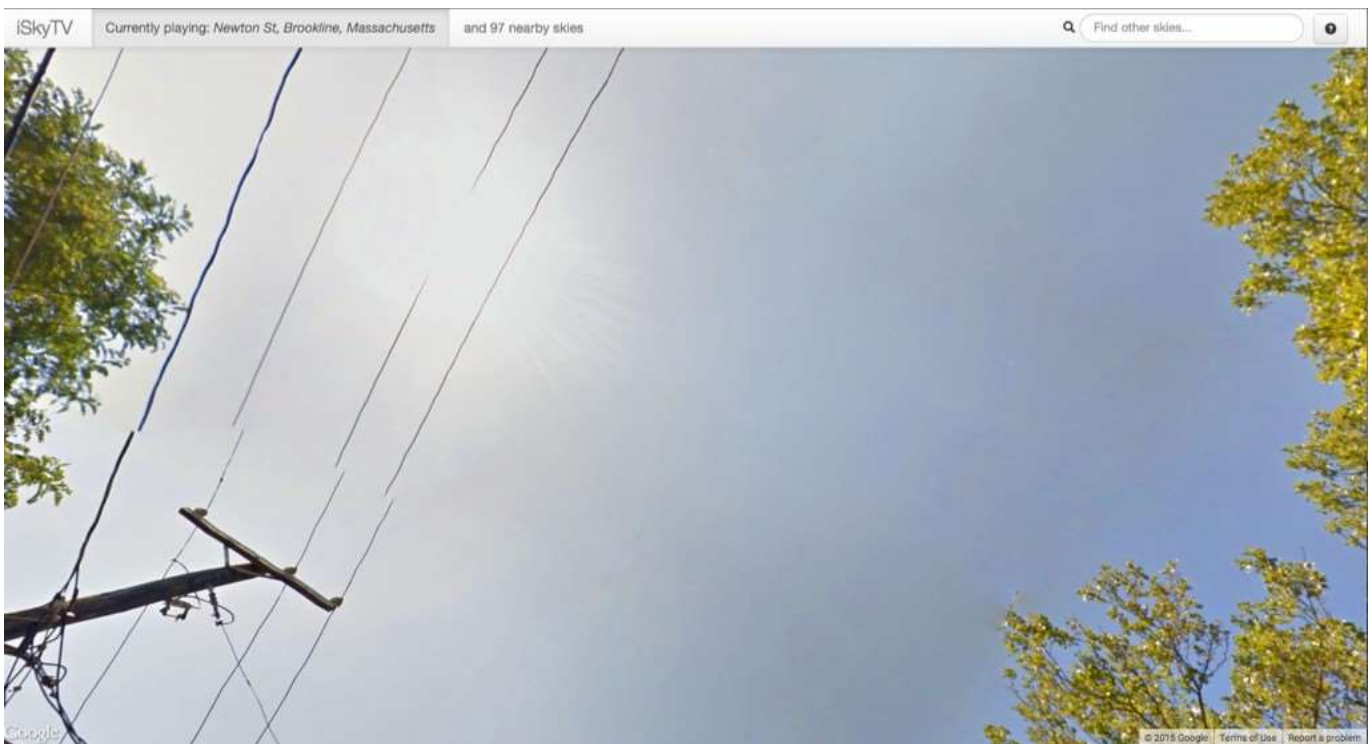 iSkyTV Currently playing: Newton St, Brookline, Massachusetts and 97 nearby skies Find other skies... ?
Google © 2015 Google Terms of Use Report a problem